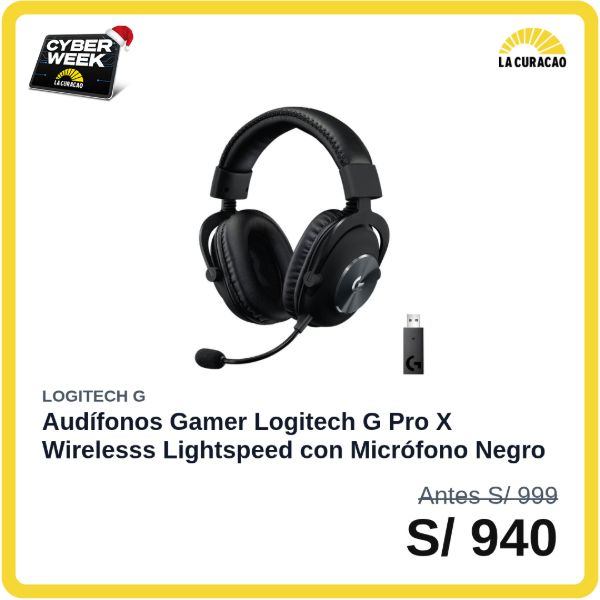 CYBER
WEEK
LA CURACAO
LA CURACAO
LOGITECH G
Audífonos Gamer Logitech G Pro X
Wirelesss Lightspeed con Micrófono Negro
Antes S/ 999
S/ 940